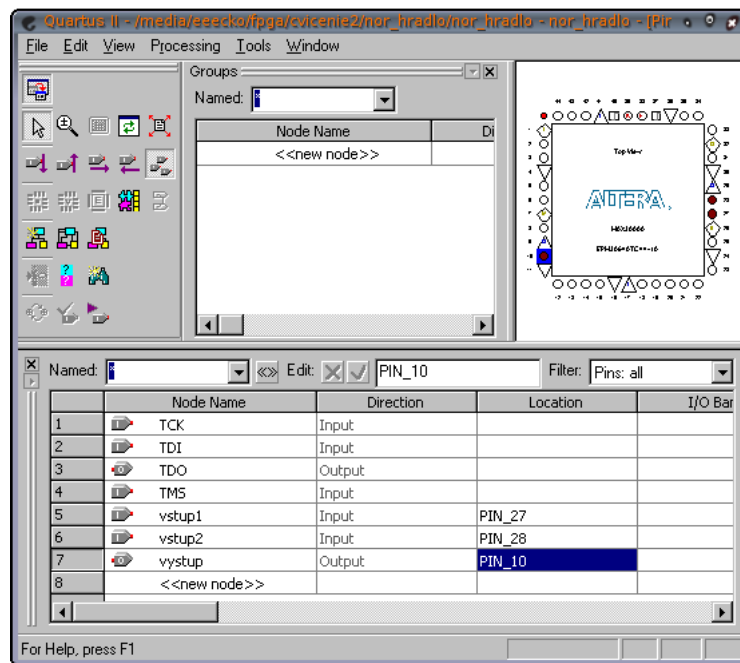 Quartus II - /media/eeecko/fpga/cvicenie2/nor_hradlo/nor_hradlo - nor_hradlo - [Pin
File Edit View Processing Tools Window
Groups
Named: *
Node Name Di
<<new node>>
Top View
ALTERA
Named: * Edit: PIN_10 Filter: Pins: all
Node Name Direction Location I/O Ban
1 TCK Input
2 TDI Input
3 TDO Output
4 TMS Input
5 vstup1 Input PIN_27
6 vstup2 Input PIN_28
7 vystup Output PIN_10
8 <<new node>>
For Help, press F1